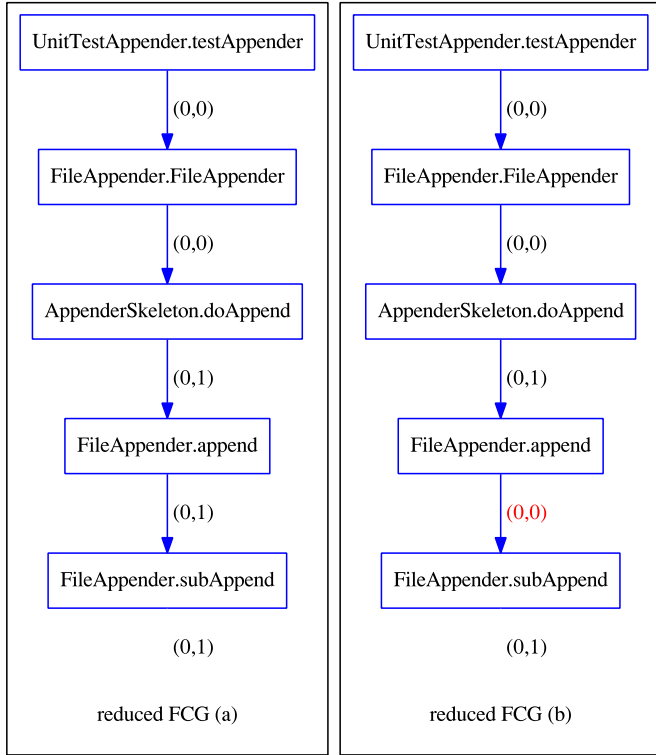 UnitTestAppender.testAppender
(0,0)
FileAppender.FileAppender
(0,0)
AppenderSkeleton.doAppend
(0,1)
FileAppender.append
(0,1)
FileAppender.subAppend
(0,1)
reduced FCG (a)
UnitTestAppender.testAppender
(0,0)
FileAppender.FileAppender
(0,0)
AppenderSkeleton.doAppend
(0,1)
FileAppender.append
(0,0)
FileAppender.subAppend
(0,1)
reduced FCG (b)